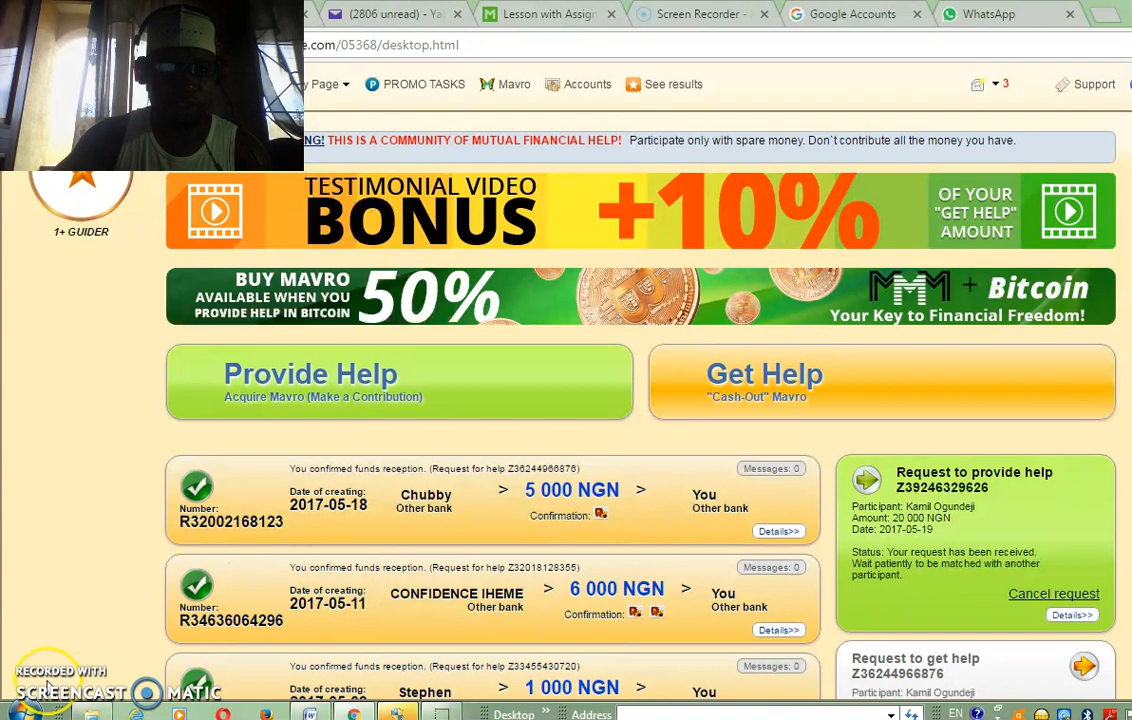 (2806 unread) - Ya
Lesson with Assign
Screen Recorder -
Google Accounts
WhatsApp
e.com/05368/desktop.html
Page
PROMO TASKS
Mavro
Accounts
See results
3
Support
NG! THIS IS A COMMUNITY OF MUTUAL FINANCIAL HELP! Participate only with spare money. Don`t contribute all the money you have.
1+ GUIDER
TESTIMONIAL VIDEO
BONUS
+10%
OF YOUR
"GET HELP"
AMOUNT
BUY MAVRO
AVAILABLE WHEN YOU
PROVIDE HELP IN BITCOIN
50%
MMM + Bitcoin
Your Key to Financial Freedom!
Provide Help
Acquire Mavro (Make a Contribution)
Get Help
"Cash-Out" Mavro
You confirmed funds reception. (Request for help Z36244966876)
Messages: 0
Number:
R32002168123
Date of creating:
2017-05-18
Chubby
Other bank
> 5 000 NGN >
You
Other bank
Confirmation:
Details>>
You confirmed funds reception. (Request for help Z32018128355)
Messages: 0
Number:
R34636064296
Date of creating:
2017-05-11
CONFIDENCE IHEME
Other bank
> 6 000 NGN >
You
Other bank
Confirmation:
Details>>
You confirmed funds reception. (Request for help Z33455430720)
Messages: 0
Date of creating:
Stephen
> 1 000 NGN >
You
Request to provide help
Z39246329626
Participant: Kamil Ogundeji
Amount: 20 000 NGN
Date: 2017-05-19
Status: Your request has been received.
Wait patiently to be matched with another
participant.
Cancel request
Details>>
Request to get help
Z36244966876
Participant: Kamil Ogundeji
RECORDED WITH
SCREENCAST MATIC
Desktop
Address
EN